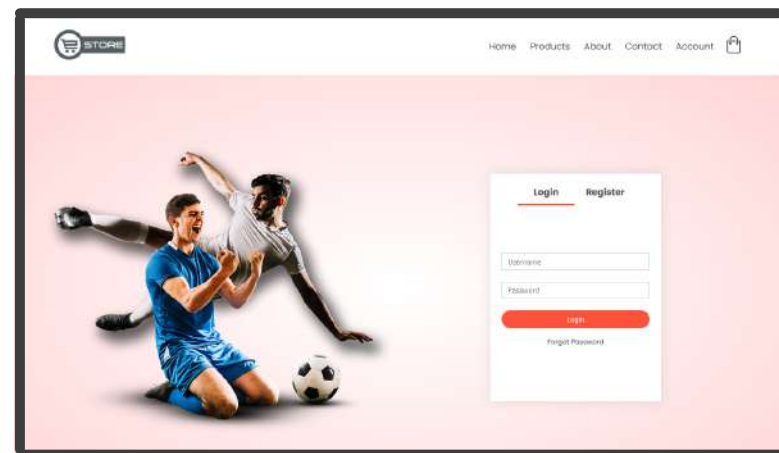 STORE
Home Products About Contact Account
Login Register
Username
Password
Login
Forgot Password